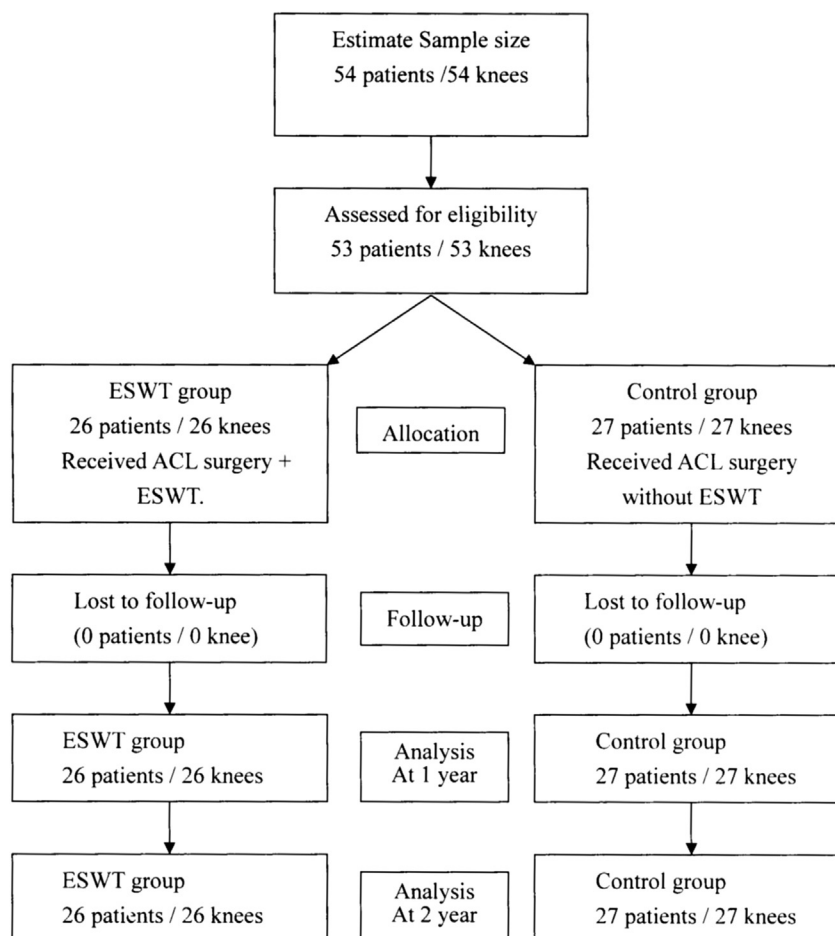 Estimate Sample size
54 patients /54 knees
Assessed for eligibility
53 patients / 53 knees
ESWT group
26 patients / 26 knees
Received ACL surgery +
ESWT.
Allocation
Control group
27 patients / 27 knees
Received ACL surgery
without ESWT
Lost to follow-up
(0 patients / 0 knee)
Follow-up
Lost to follow-up
(0 patients / 0 knee)
ESWT group
26 patients / 26 knees
Analysis
At 1 year
Control group
27 patients / 27 knees
ESWT group
26 patients / 26 knees
Analysis
At 2 year
Control group
27 patients / 27 knees